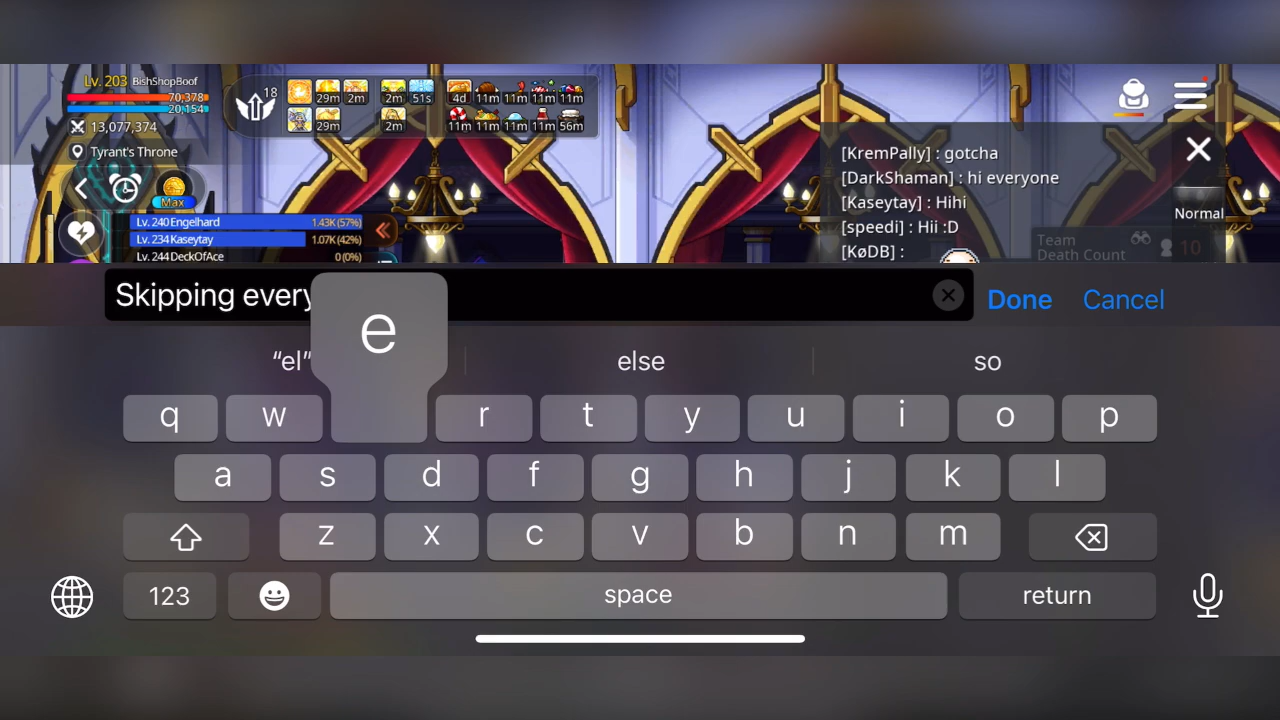 Lv. 203 BishShopBoof
70,378
20,154
13,077,374
Tyrant's Throne
Max
Lv. 240 Engelhard 1.43K (57%)
Lv. 234 Kaseytay 1.07K (42%)
Lv. 244 DeckOfAce 0 (0%)
18
29m 2m 2m 51s 4d 11m 11m 11m 11m
29m 2m 11m 11m 11m 11m 56m
[KremPally] : gotcha
[DarkShaman] : hi everyone
[Kaseytay] : Hihi
[speedi] : Hii :D
[KøDB] :
Normal
Team
Death Count 10
Skipping every
Done Cancel
e
“el” else so
q w r t y u i o p
a s d f g h j k l
z x c v b n m
123 space return